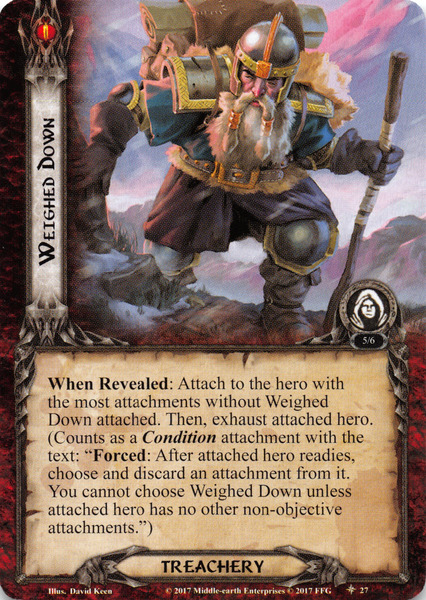 WEIGHED DOWN
5/6
When Revealed: Attach to the hero with
the most attachments without Weighed
Down attached. Then, exhaust attached hero.
(Counts as a Condition attachment with the
text: “Forced: After attached hero readies,
choose and discard an attachment from it.
You cannot choose Weighed Down unless
attached hero has no other non-objective
attachments.”)
TREACHERY
Illus. David Keen © 2017 Middle-earth Enterprises © 2017 FFG 27